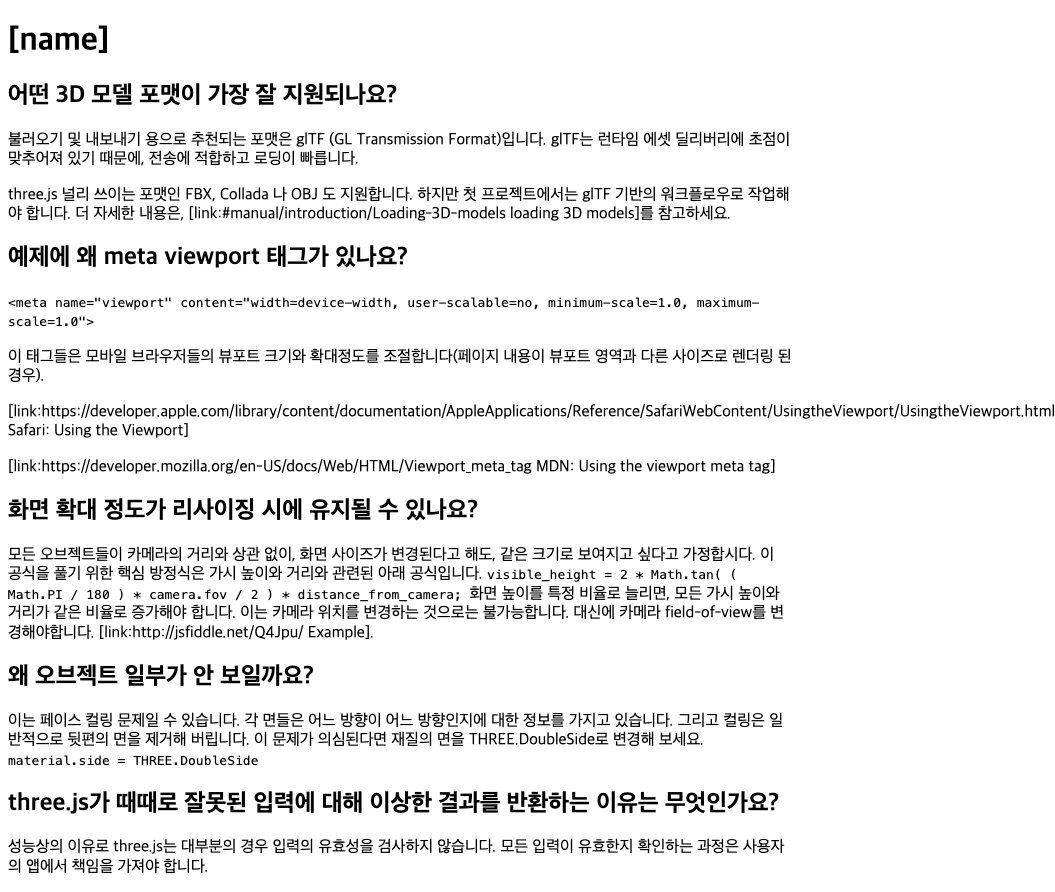 [name]
어떤 3D 모델 포맷이 가장 잘 지원되나요?
불러오기 및 내보내기 용으로 추천되는 포맷은 glTF (GL Transmission Format)입니다. glTF는 런타임 에셋 딜리버리에 초점이
맞추어져 있기 때문에, 전송에 적합하고 로딩이 빠릅니다.
three.js 널리 쓰이는 포맷인 FBX, Collada 나 OBJ 도 지원합니다. 하지만 첫 프로젝트에서는 glTF 기반의 워크플로우로 작업해
야 합니다. 더 자세한 내용은, [link:#manual/introduction/Loading-3D-models loading 3D models]를 참고하세요.
예제에 왜 meta viewport 태그가 있나요?
<meta name="viewport" content="width=device-width, user-scalable=no, minimum-scale=1.0, maximum-
scale=1.0">
이 태그들은 모바일 브라우저들의 뷰포트 크기와 확대정도를 조절합니다(페이지 내용이 뷰포트 영역과 다른 사이즈로 렌더링 된
경우).
[link:https://developer.apple.com/library/content/documentation/AppleApplications/Reference/SafariWebContent/UsingtheViewport/UsingtheViewport.html
Safari: Using the Viewport]
[link:https://developer.mozilla.org/en-US/docs/Web/HTML/Viewport_meta_tag MDN: Using the viewport meta tag]
화면 확대 정도가 리사이징 시에 유지될 수 있나요?
모든 오브젝트들이 카메라의 거리와 상관 없이, 화면 사이즈가 변경된다고 해도, 같은 크기로 보여지고 싶다고 가정합시다. 이
공식을 풀기 위한 핵심 방정식은 가시 높이와 거리와 관련된 아래 공식입니다. visible_height = 2 * Math.tan( (
Math.PI / 180 ) * camera.fov / 2 ) * distance_from_camera; 화면 높이를 특정 비율로 늘리면, 모든 가시 높이와
거리가 같은 비율로 증가해야 합니다. 이는 카메라 위치를 변경하는 것으로는 불가능합니다. 대신에 카메라 field-of-view를 변
경해야합니다. [link:http://jsfiddle.net/Q4Jpu/ Example].
왜 오브젝트 일부가 안 보일까요?
이는 페이스 컬링 문제일 수 있습니다. 각 면들은 어느 방향이 어느 방향인지에 대한 정보를 가지고 있습니다. 그리고 컬링은 일
반적으로 뒷편의 면을 제거해 버립니다. 이 문제가 의심된다면 재질의 면을 THREE.DoubleSide로 변경해 보세요.
material.side = THREE.DoubleSide
three.js가 때때로 잘못된 입력에 대해 이상한 결과를 반환하는 이유는 무엇인가요?
성능상의 이유로 three.js는 대부분의 경우 입력의 유효성을 검사하지 않습니다. 모든 입력이 유효한지 확인하는 과정은 사용자
의 앱에서 책임을 가져야 합니다.